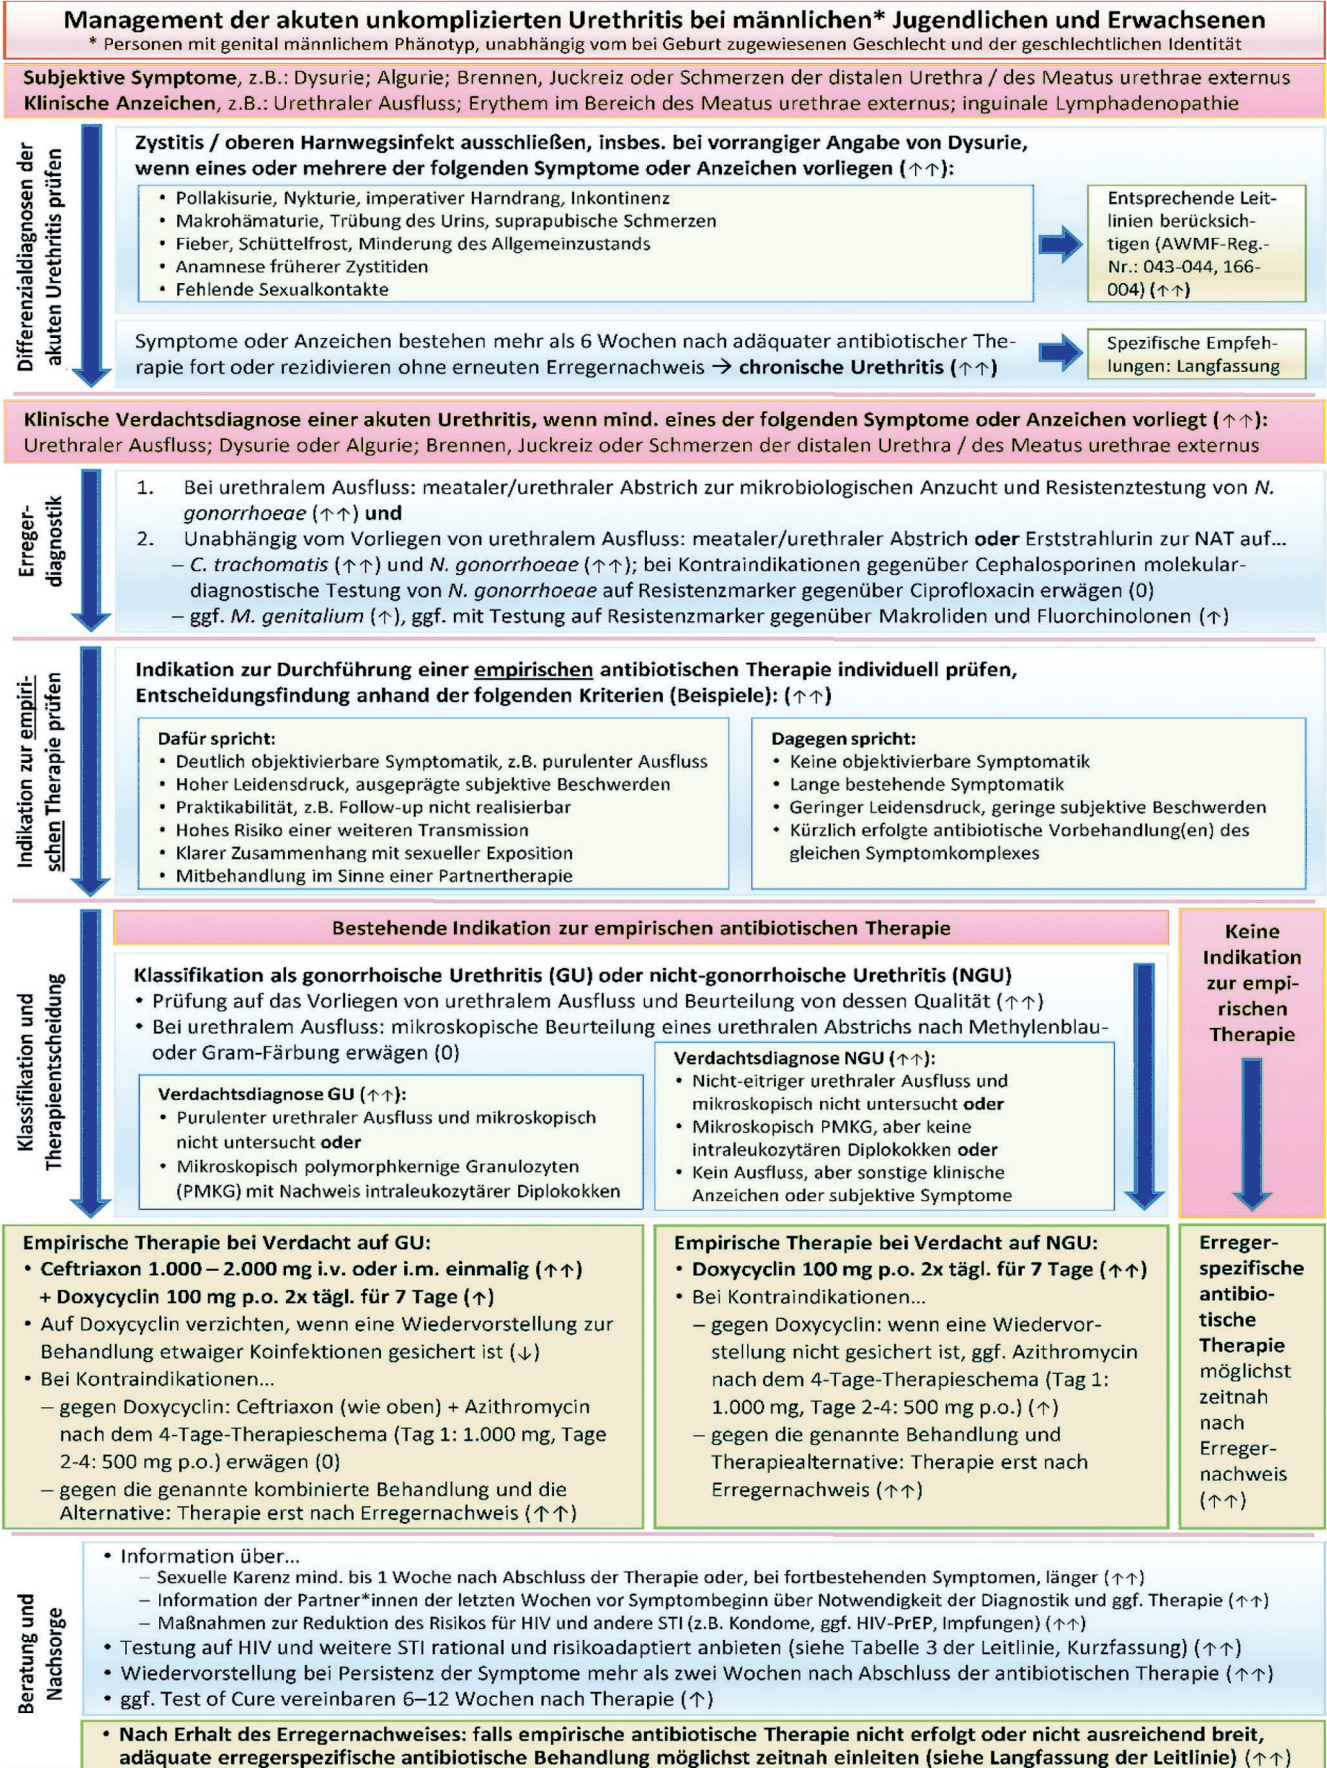 Management der akuten unkomplizierten Urethritis bei männlichen* Jugendlichen und Erwachsenen
* Personen mit genital männlichem Phänotyp, unabhängig vom bei Geburt zugewiesenen Geschlecht und der geschlechtlichen Identität
Subjektive Symptome, z.B.: Dysurie; Algurie; Brennen, Juckreiz oder Schmerzen der distalen Urethra / des Meatus urethrae externus
Klinische Anzeichen, z.B.: Urethraler Ausfluss; Erythem im Bereich des Meatus urethrae externus; inguinale Lymphadenopathie
Differenzialdiagnosen der
akuten Urethritis prüfen
Zystitis / oberen Harnwegsinfekt ausschließen, insbes. bei vorrangiger Angabe von Dysurie,
wenn eines oder mehrere der folgenden Symptome oder Anzeichen vorliegen (↑↑):
• Pollakisurie, Nykturie, imperativer Harndrang, Inkontinenz
• Makrohämaturie, Trübung des Urins, suprapubische Schmerzen
• Fieber, Schüttelfrost, Minderung des Allgemeinzustands
• Anamnese früherer Zystitiden
• Fehlende Sexualkontakte
Entsprechende Leit-
linien berücksich-
tigen (AWMF-Reg.-
Nr.: 043-044, 166-
004) (↑↑)
Symptome oder Anzeichen bestehen mehr als 6 Wochen nach adäquater antibiotischer The-
rapie fort oder rezidivieren ohne erneuten Erregernachweis → chronische Urethritis (↑↑)
Spezifische Empfeh-
lungen: Langfassung
Klinische Verdachtsdiagnose einer akuten Urethritis, wenn mind. eines der folgenden Symptome oder Anzeichen vorliegt (↑↑):
Urethraler Ausfluss; Dysurie oder Algurie; Brennen, Juckreiz oder Schmerzen der distalen Urethra / des Meatus urethrae externus
Erreger-
diagnostik
1. Bei urethralem Ausfluss: meataler/urethraler Abstrich zur mikrobiologischen Anzucht und Resistenztestung von N.
gonorrhoeae (↑↑) und
2. Unabhängig vom Vorliegen von urethralem Ausfluss: meataler/urethraler Abstrich oder Erststrahlurin zur NAT auf...
– C. trachomatis (↑↑) und N. gonorrhoeae (↑↑); bei Kontraindikationen gegenüber Cephalosporinen molekular-
diagnostische Testung von N. gonorrhoeae auf Resistenzmarker gegenüber Ciprofloxacin erwägen (0)
– ggf. M. genitalium (↑), ggf. mit Testung auf Resistenzmarker gegenüber Makroliden und Fluorchinolonen (↑)
Indikation zur empiri-
schen Therapie prüfen
Indikation zur Durchführung einer empirischen antibiotischen Therapie individuell prüfen,
Entscheidungsfindung anhand der folgenden Kriterien (Beispiele): (↑↑)
Dafür spricht:
• Deutlich objektivierbare Symptomatik, z.B. purulenter Ausfluss
• Hoher Leidensdruck, ausgeprägte subjektive Beschwerden
• Praktikabilität, z.B. Follow-up nicht realisierbar
• Hohes Risiko einer weiteren Transmission
• Klarer Zusammenhang mit sexueller Exposition
• Mitbehandlung im Sinne einer Partnertherapie
Dagegen spricht:
• Keine objektivierbare Symptomatik
• Lange bestehende Symptomatik
• Geringer Leidensdruck, geringe subjektive Beschwerden
• Kürzlich erfolgte antibiotische Vorbehandlung(en) des
gleichen Symptomkomplexes
Klassifikation und
Therapieentscheidung
Bestehende Indikation zur empirischen antibiotischen Therapie
Klassifikation als gonorrhoische Urethritis (GU) oder nicht-gonorrhoische Urethritis (NGU)
• Prüfung auf das Vorliegen von urethralem Ausfluss und Beurteilung von dessen Qualität (↑↑)
• Bei urethralem Ausfluss: mikroskopische Beurteilung eines urethralen Abstrichs nach Methylenblau-
oder Gram-Färbung erwägen (0)
Verdachtsdiagnose GU (↑↑):
• Purulenter urethraler Ausfluss und mikroskopisch
nicht untersucht oder
• Mikroskopisch polymorphkernige Granulozyten
(PMKG) mit Nachweis intraleukozytärer Diplokokken
Verdachtsdiagnose NGU (↑↑):
• Nicht-eitriger urethraler Ausfluss und
mikroskopisch nicht untersucht oder
• Mikroskopisch PMKG, aber keine
intraleukozytären Diplokokken oder
• Kein Ausfluss, aber sonstige klinische
Anzeichen oder subjektive Symptome
Keine
Indikation
zur empi-
rischen
Therapie
Empirische Therapie bei Verdacht auf GU:
• Ceftriaxon 1.000 – 2.000 mg i.v. oder i.m. einmalig (↑↑)
+ Doxycyclin 100 mg p.o. 2x tägl. für 7 Tage (↑)
• Auf Doxycyclin verzichten, wenn eine Wiedervorstellung zur
Behandlung etwaiger Koinfektionen gesichert ist (↓)
• Bei Kontraindikationen...
– gegen Doxycyclin: Ceftriaxon (wie oben) + Azithromycin
nach dem 4-Tage-Therapieschema (Tag 1: 1.000 mg, Tage
2-4: 500 mg p.o.) erwägen (0)
– gegen die genannte kombinierte Behandlung und die
Alternative: Therapie erst nach Erregernachweis (↑↑)
Empirische Therapie bei Verdacht auf NGU:
• Doxycyclin 100 mg p.o. 2x tägl. für 7 Tage (↑↑)
• Bei Kontraindikationen...
– gegen Doxycyclin: wenn eine Wiedervor-
stellung nicht gesichert ist, ggf. Azithromycin
nach dem 4-Tage-Therapieschema (Tag 1:
1.000 mg, Tage 2-4: 500 mg p.o.) (↑)
– gegen die genannte Behandlung und
Therapiealternative: Therapie erst nach
Erregernachweis (↑↑)
Erreger-
spezifische
antibio-
tische
Therapie
möglichst
zeitnah
nach
Erreger-
nachweis
(↑↑)
Beratung und
Nachsorge
• Information über...
– Sexuelle Karenz mind. bis 1 Woche nach Abschluss der Therapie oder, bei fortbestehenden Symptomen, länger (↑↑)
– Information der Partner*innen der letzten Wochen vor Symptombeginn über Notwendigkeit der Diagnostik und ggf. Therapie (↑↑)
– Maßnahmen zur Reduktion des Risikos für HIV und andere STI (z.B. Kondome, ggf. HIV-PrEP, Impfungen) (↑↑)
• Testung auf HIV und weitere STI rational und risikoadaptiert anbieten (siehe Tabelle 3 der Leitlinie, Kurzfassung) (↑↑)
• Wiedervorstellung bei Persistenz der Symptome mehr als zwei Wochen nach Abschluss der antibiotischen Therapie (↑↑)
• ggf. Test of Cure vereinbaren 6–12 Wochen nach Therapie (↑)
• Nach Erhalt des Erregernachweises: falls empirische antibiotische Therapie nicht erfolgt oder nicht ausreichend breit,
adäquate erregerspezifische antibiotische Behandlung möglichst zeitnah einleiten (siehe Langfassung der Leitlinie) (↑↑)